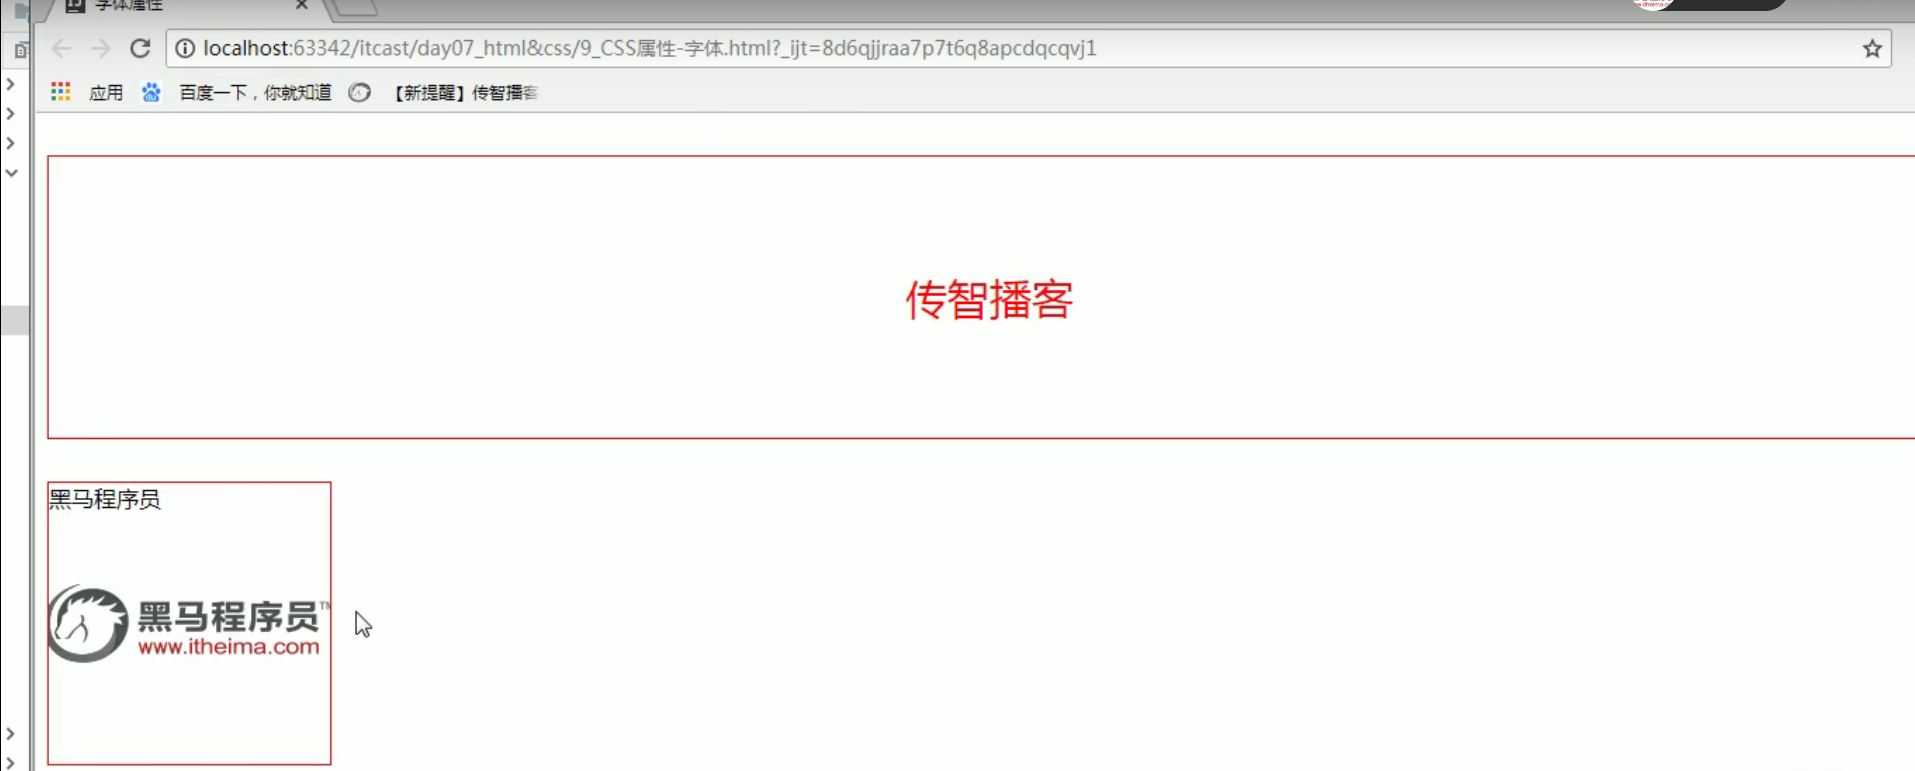 字体属性
www.itheima.com
localhost:63342/itcast/day07_html&css/9_CSS属性-字体.html?_ijt=8d6qjjraa7p7t6q8apcdqcqvj1
应用 百度一下，你就知道 【新提醒】传智播客
传智播客
黑马程序员
黑马程序员™
www.itheima.com